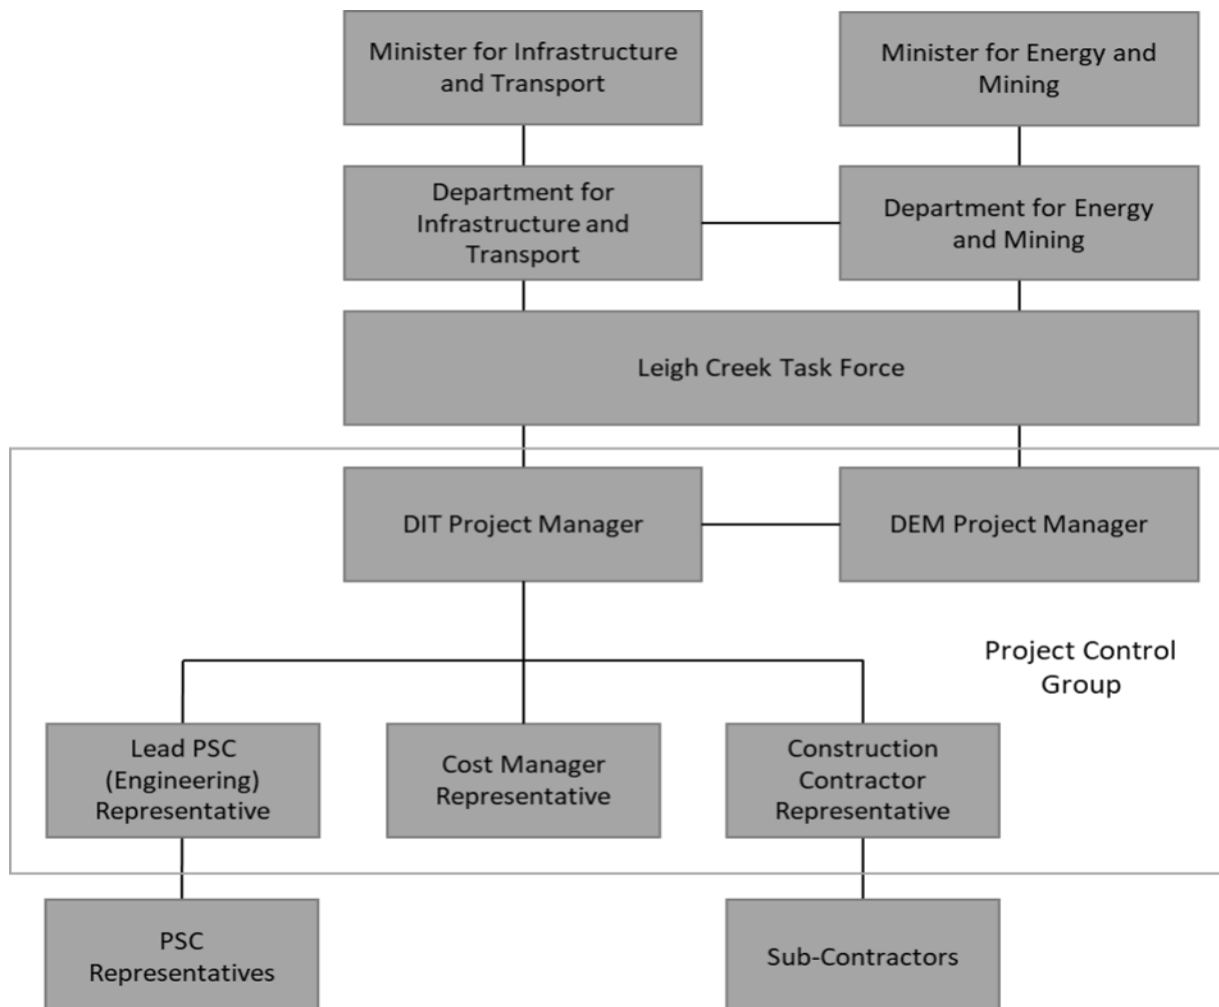 Minister for Infrastructure
and Transport
Minister for Energy and
Mining
Department for
Infrastructure and
Transport
Department for Energy
and Mining
Leigh Creek Task Force
DIT Project Manager
DEM Project Manager
Project Control
Group
Lead PSC
(Engineering)
Representative
Cost Manager
Representative
Construction
Contractor
Representative
PSC
Representatives
Sub-Contractors